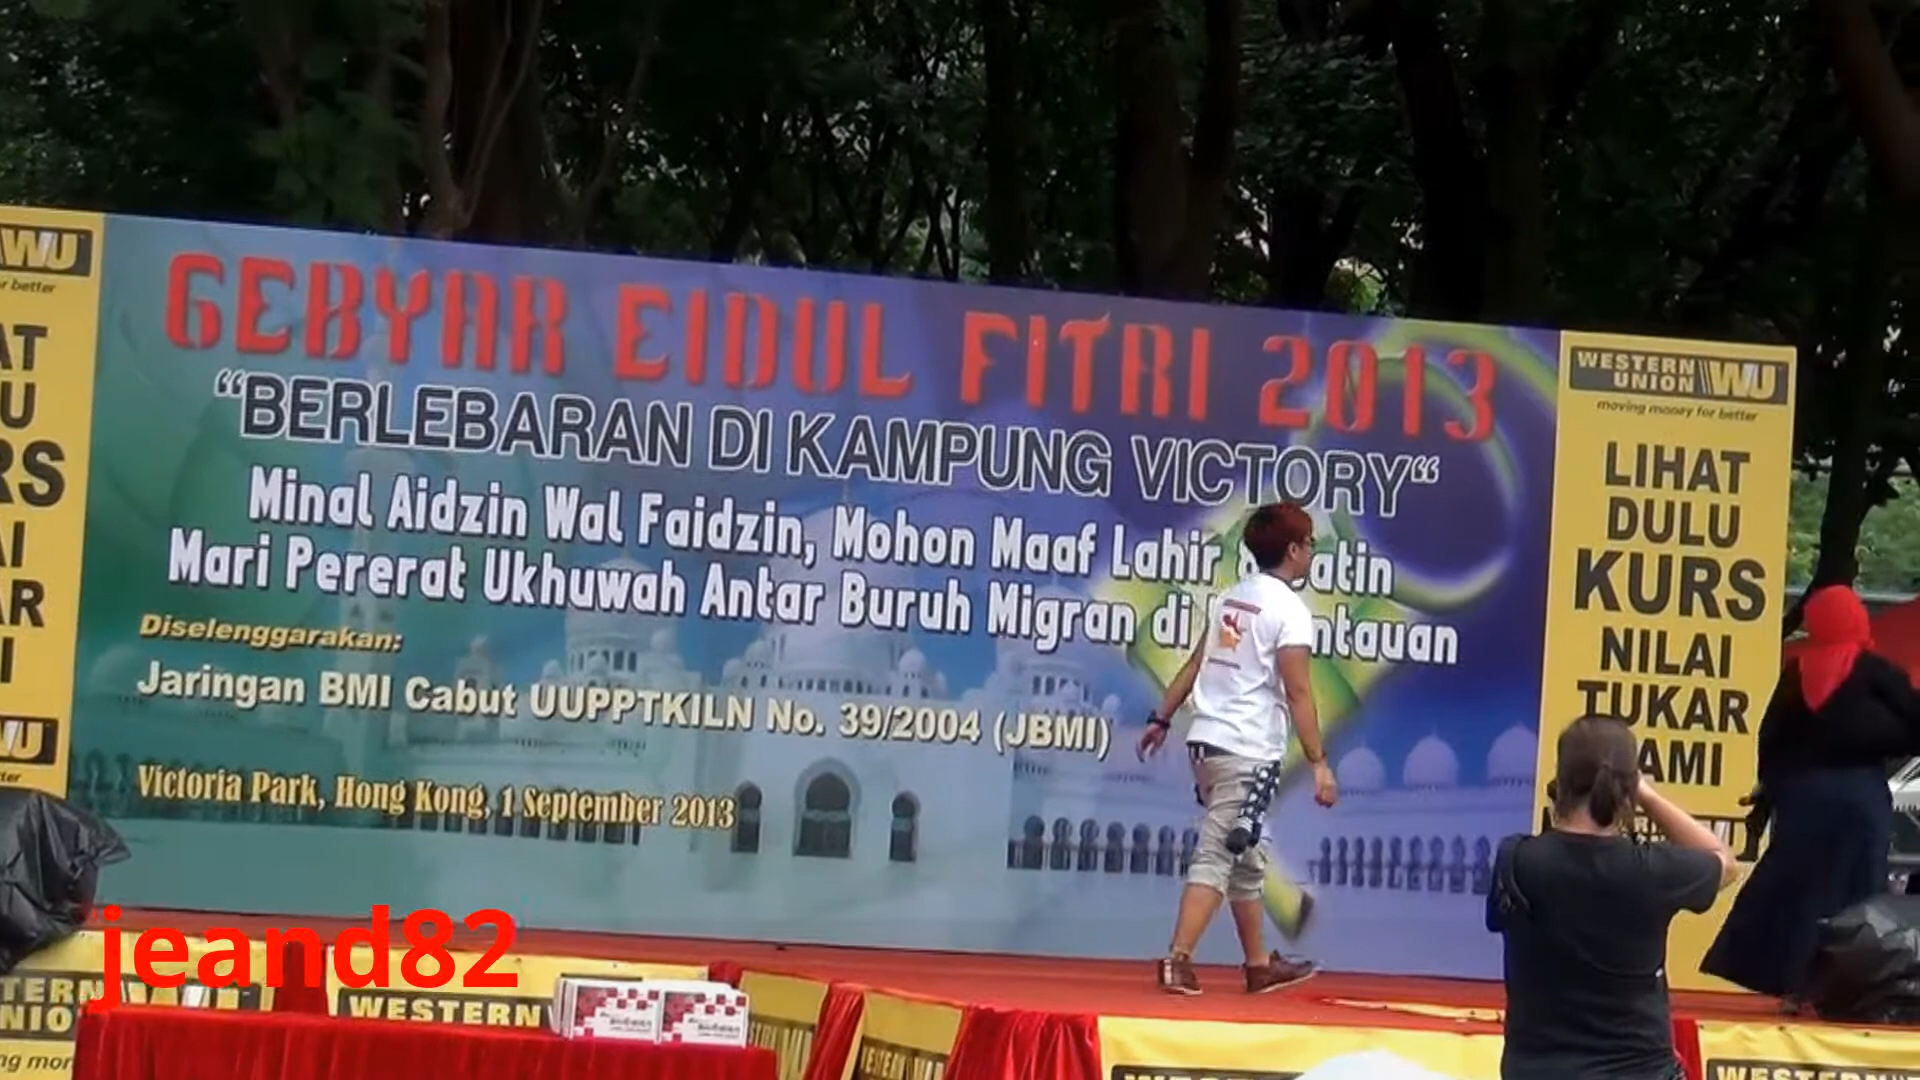 GEBYAR EIDUL FITRI 2013
“BERLEBARAN DI KAMPUNG VICTORY“
Minal Aidzin Wal Faidzin, Mohon Maaf Lahir
Mari Pererat Ukhuwah Antar Buruh Migran di
Diselenggarakan:
Jaringan BMI Cabut UUPPTKILN No. 39/2004 (JBMI)
Victoria Park, Hong Kong, 1 September 2013
WESTERN UNION WU
moving money for better
LIHAT
DULU
KURS
NILAI
TUKAR
WU
WU
jeand82
WESTERN
WESTERN